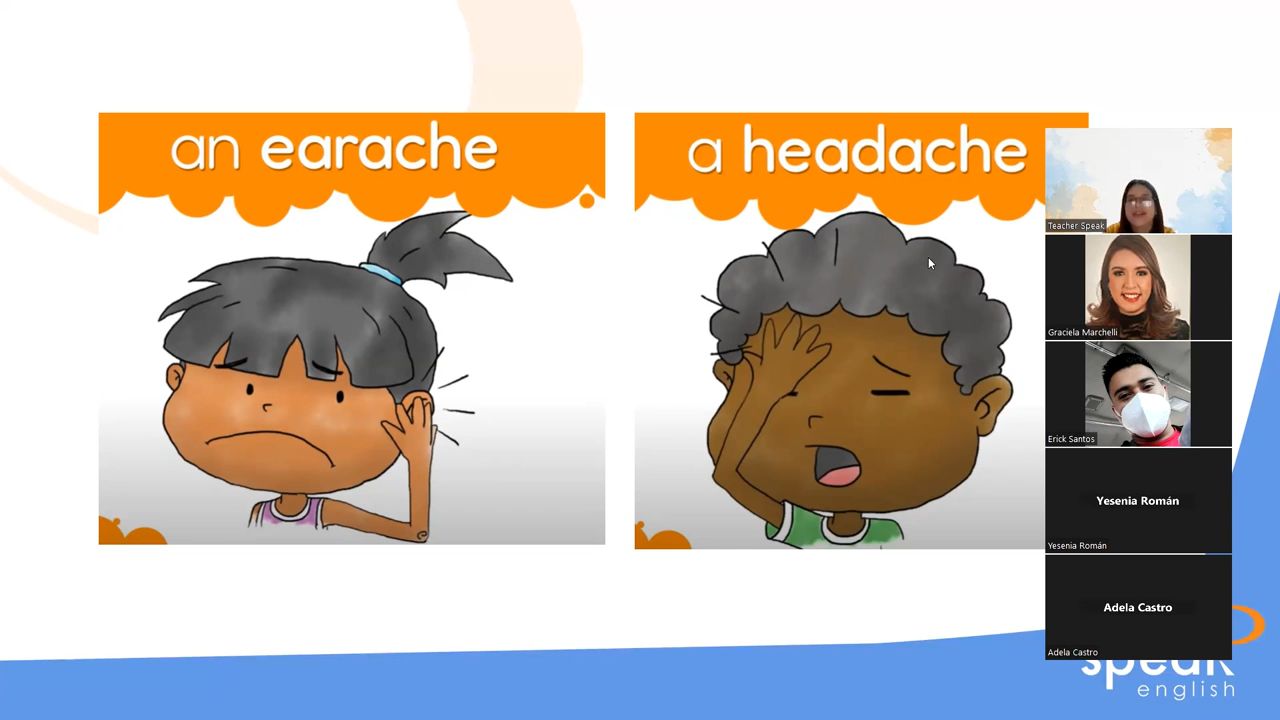 an earache
a headache
Teacher Speak
Graciela Marchelli
Erick Santos
Yesenia Román
Yesenia Román
Adela Castro
Adela Castro
speak
english